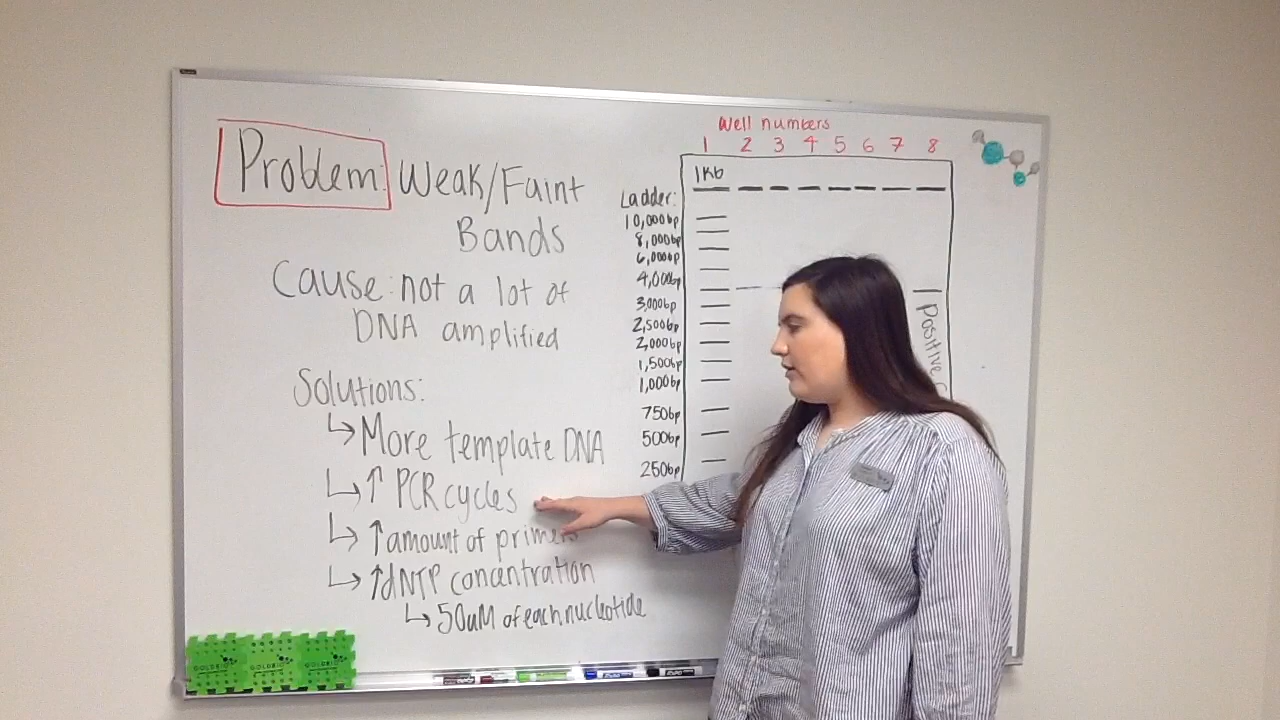 Problem: Weak/Faint
Bands
Cause: not a lot of
DNA amplified
Solutions:
↳ More template DNA
↳ ↑ PCR cycles
↳ ↑ amount of primers
↳ ↑ dNTP concentration
↳ 50uM of each nucleotide
Well numbers
1 2 3 4 5 6 7 8
1Kb
Ladder:
10,000bp
8,000bp
6,000bp
4,000bp
3,000bp
2,500bp
2,000bp
1,500bp
1,000bp
750bp
500bp
250bp
Positive
GOLDBIO GOLDBIO GOLDBIO